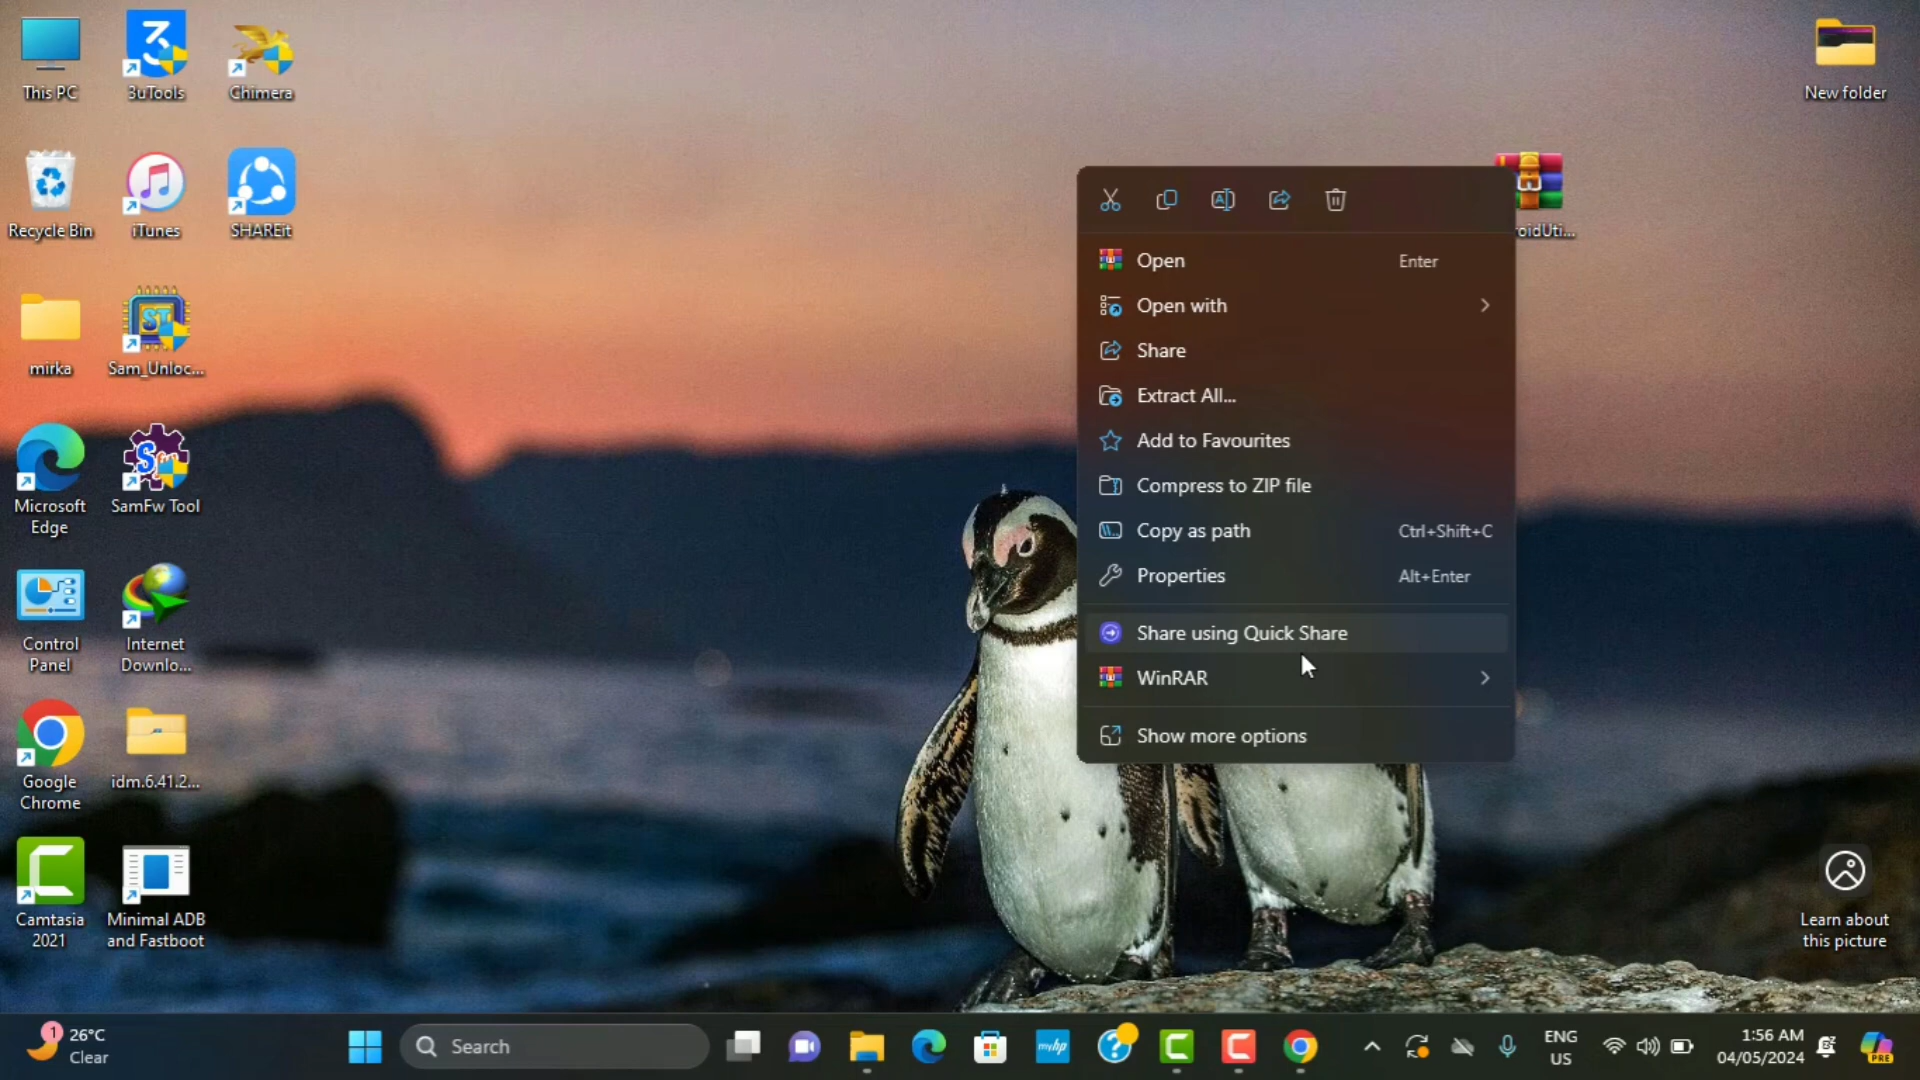 This PC
3uTools
Chimera
New folder
Recycle Bin
iTunes
SHAREit
roidUti...
mirka
Sam_Unloc...
Microsoft
Edge
SamFw Tool
Control
Panel
Internet
Downlo...
Google
Chrome
idm.6.41.2...
Camtasia
2021
Minimal ADB
and Fastboot
Open Enter
Open with
Share
Extract All...
Add to Favourites
Compress to ZIP file
Copy as path Ctrl+Shift+C
Properties Alt+Enter
Share using Quick Share
WinRAR
Show more options
Learn about
this picture
1
26°C
Clear
Search
myhp
ENG
US
1:56 AM
04/05/2024
PRE